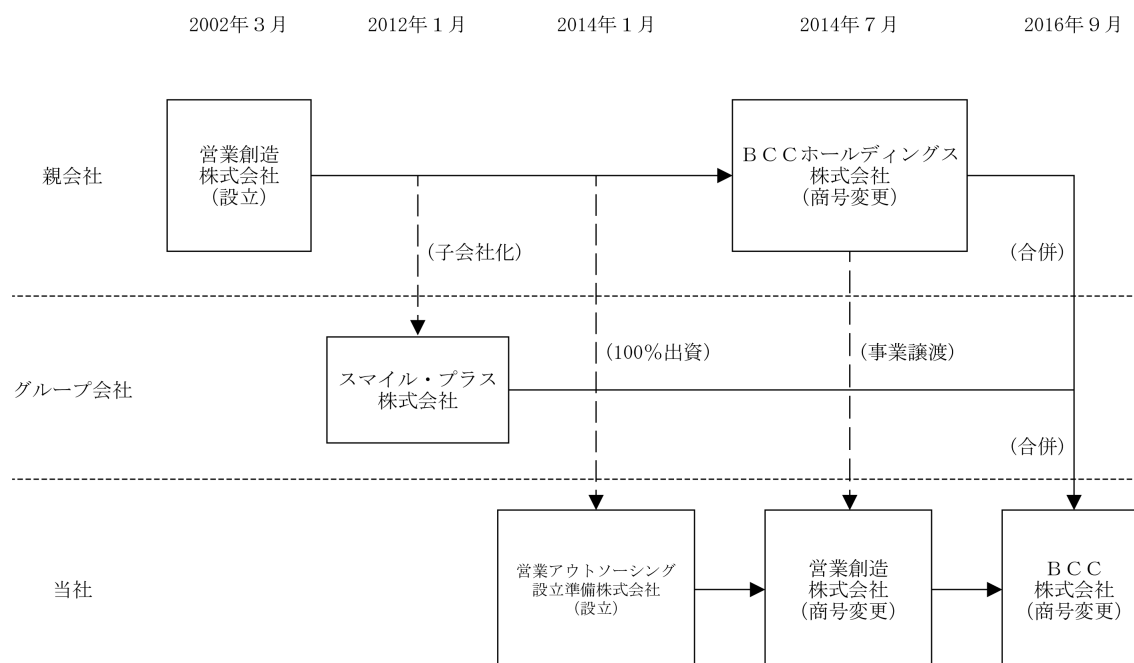 2002年３月
2012年１月
2014年１月
2014年７月
2016年９月
親会社
営業創造
株式会社
(設立)
ＢＣＣホールディングス
株式会社
(商号変更)
(子会社化)
(合併)
グループ会社
スマイル・プラス
株式会社
(100％出資)
(事業譲渡)
(合併)
当社
営業アウトソーシング
設立準備株式会社
(設立)
営業創造
株式会社
(商号変更)
ＢＣＣ
株式会社
(商号変更)